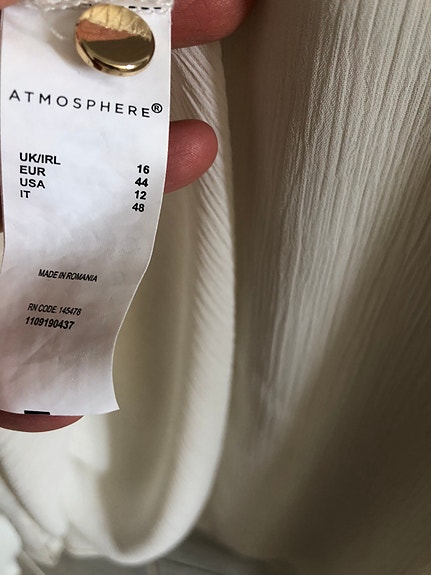 ATMOSPHERE®
UK/IRL 16
EUR 44
USA 12
IT 48
MADE IN ROMANIA
RN CODE: 145478
1109190437